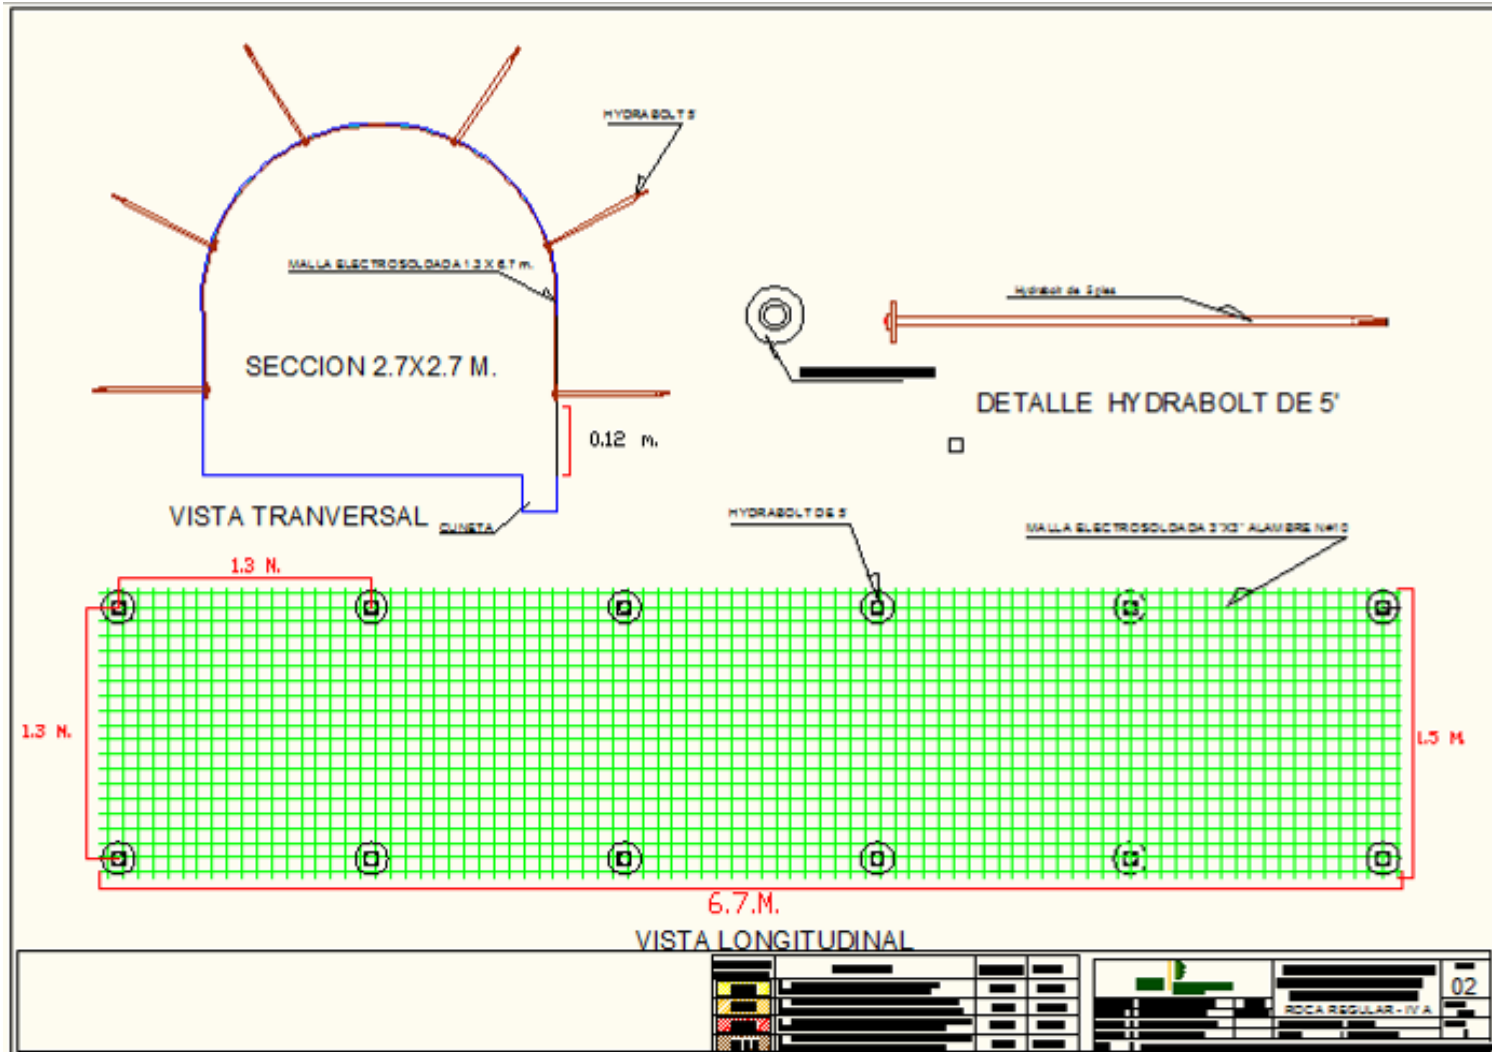 HYDRABOLT 5'
MALLA ELECTROSOLDADA 1.3 X 6.7 m.
SECCION 2.7X2.7 M.
0.12 m.
VISTA TRANVERSAL
CUNETA
Hydrabolt de 5 pies
DETALLE HYDRABOLT DE 5'
HYDRABOLT DE 5'
MALLA ELECTROSOLDADA 3"X3" ALAMBRE N#10
1.3 N.
1.3 N.
1.5 M.
6.7.M.
VISTA LONGITUDINAL
02
ROCA REGULAR - IV A